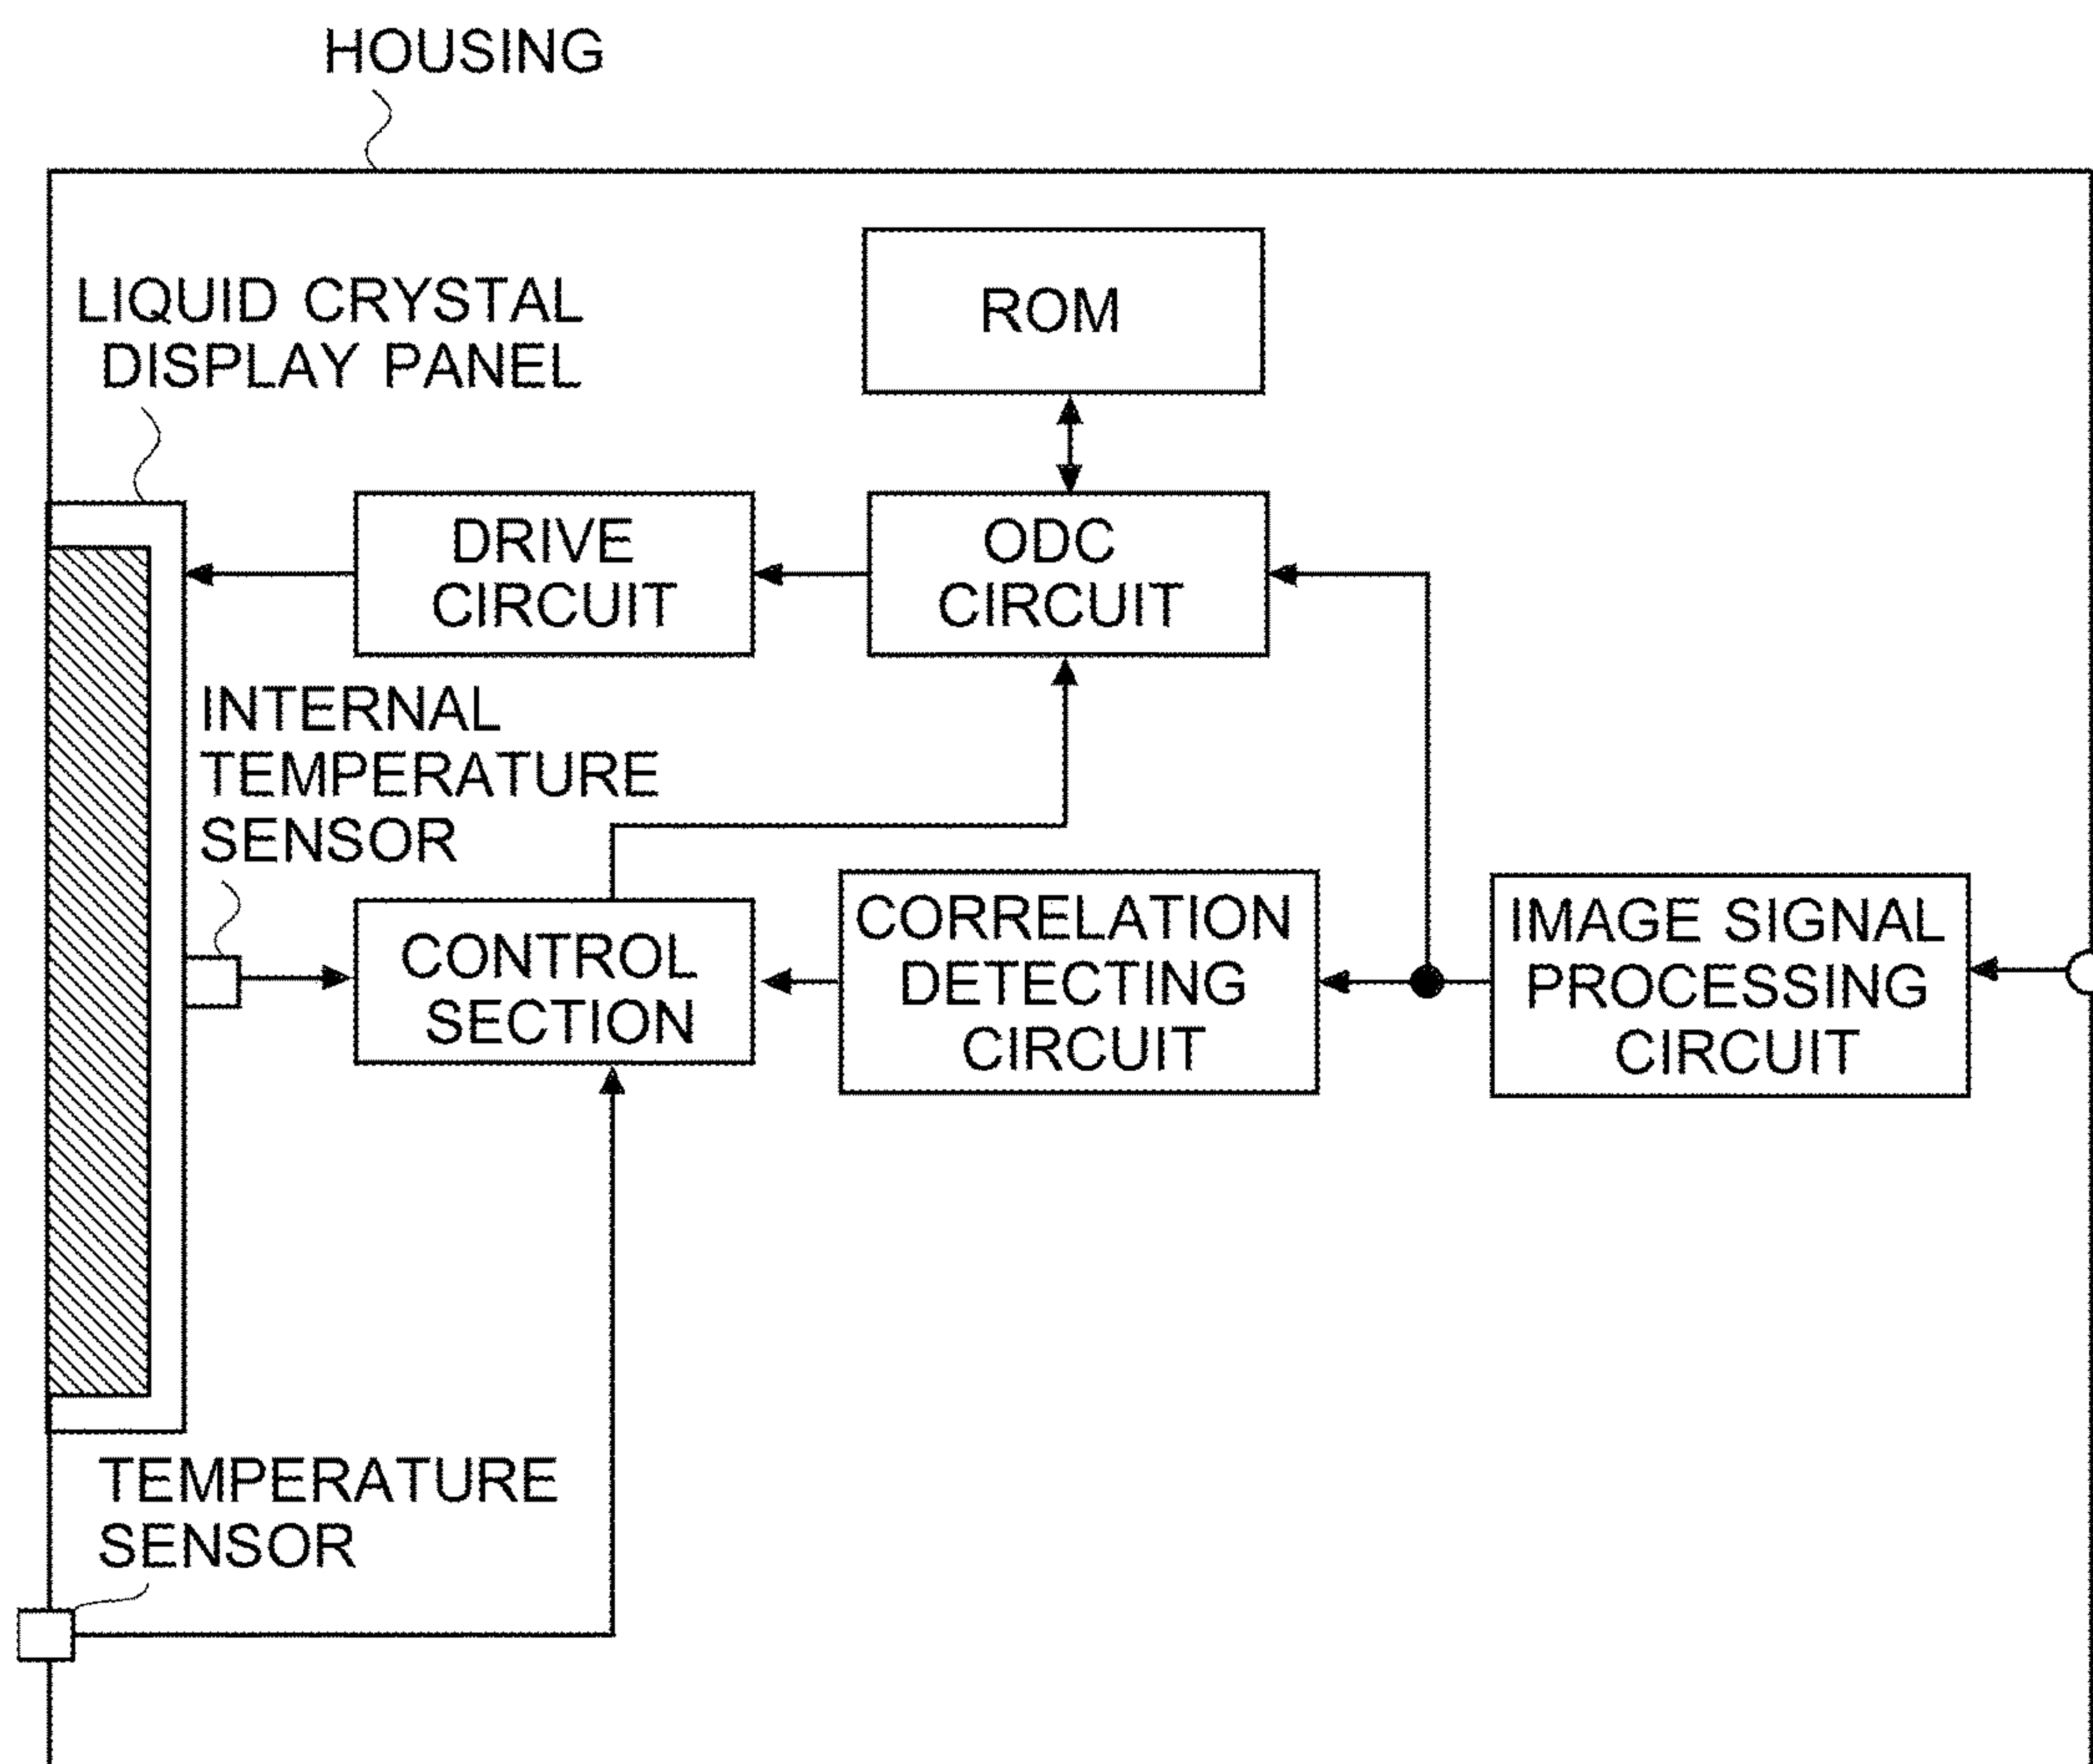 HOUSING
LIQUID CRYSTAL
DISPLAY PANEL
ROM
DRIVE
CIRCUIT
ODC
CIRCUIT
INTERNAL
TEMPERATURE
SENSOR
CONTROL
SECTION
CORRELATION
DETECTING
CIRCUIT
IMAGE SIGNAL
PROCESSING
CIRCUIT
TEMPERATURE
SENSOR